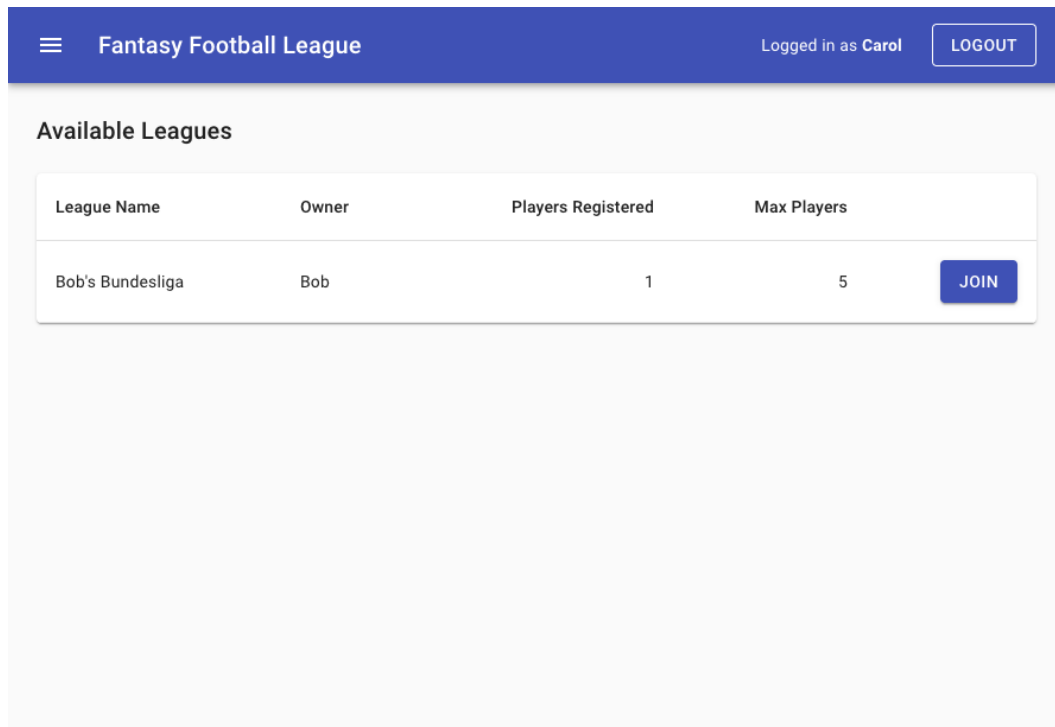 Fantasy Football League Logged in as Carol LOGOUT
Available Leagues
League Name Owner Players Registered Max Players
Bob's Bundesliga Bob 1 5 JOIN